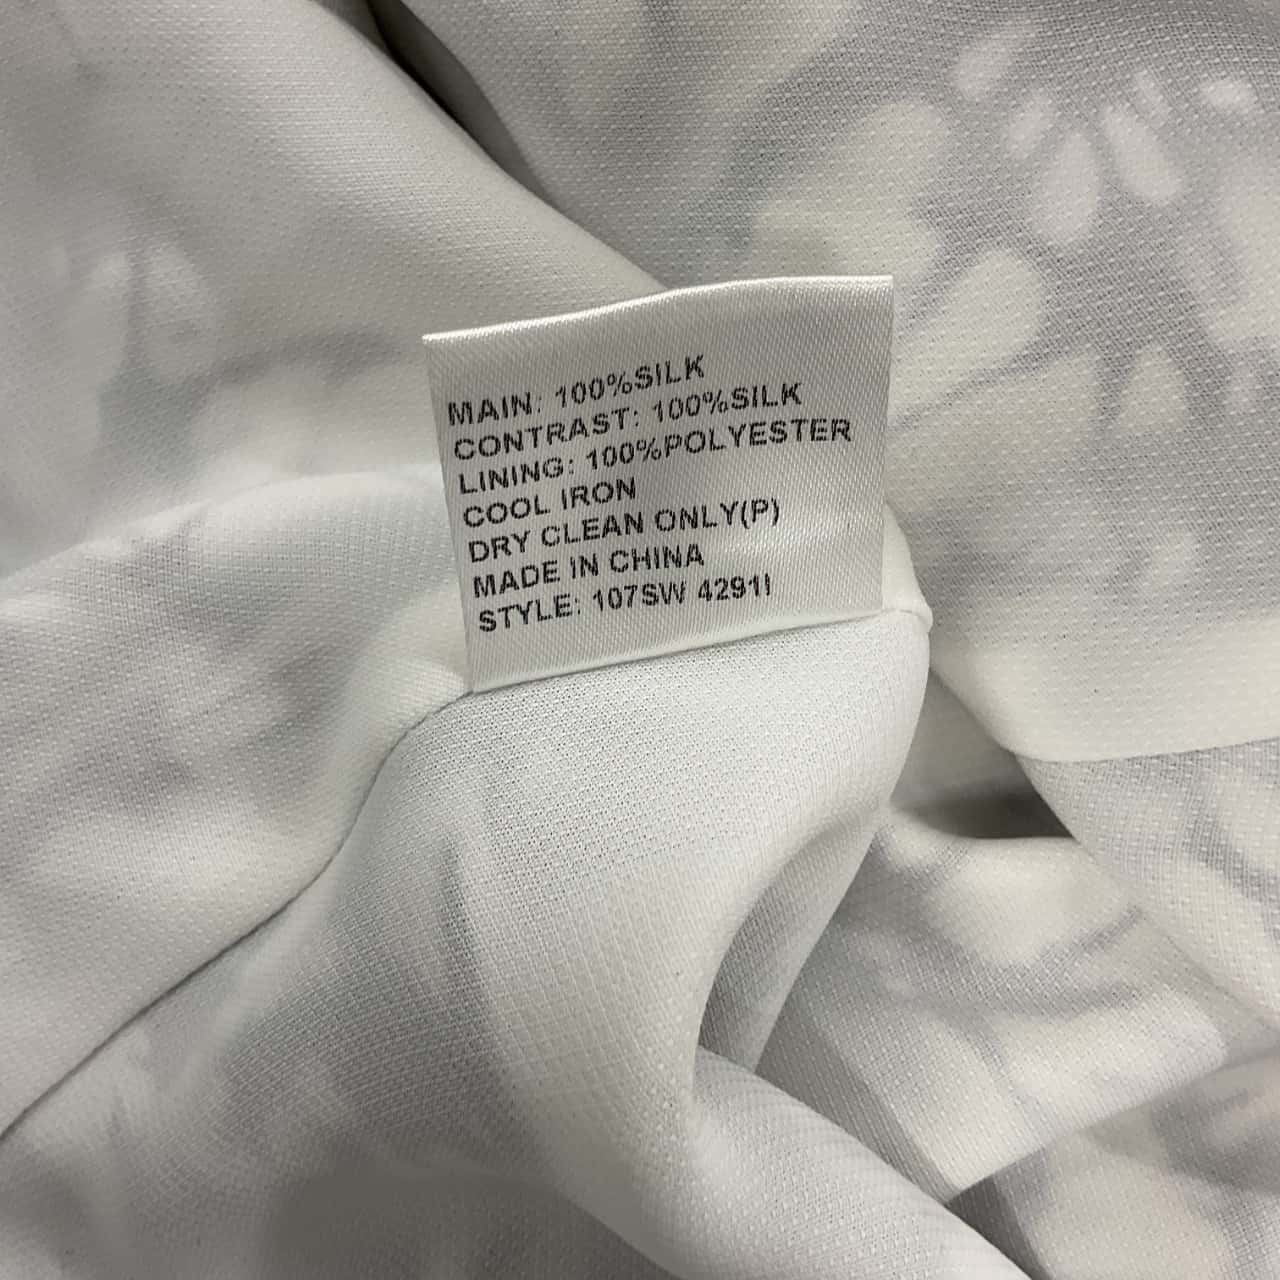 MAIN: 100%SILK
CONTRAST: 100%SILK
LINING: 100%POLYESTER
COOL IRON
DRY CLEAN ONLY(P)
MADE IN CHINA
STYLE: 107SW 4291I